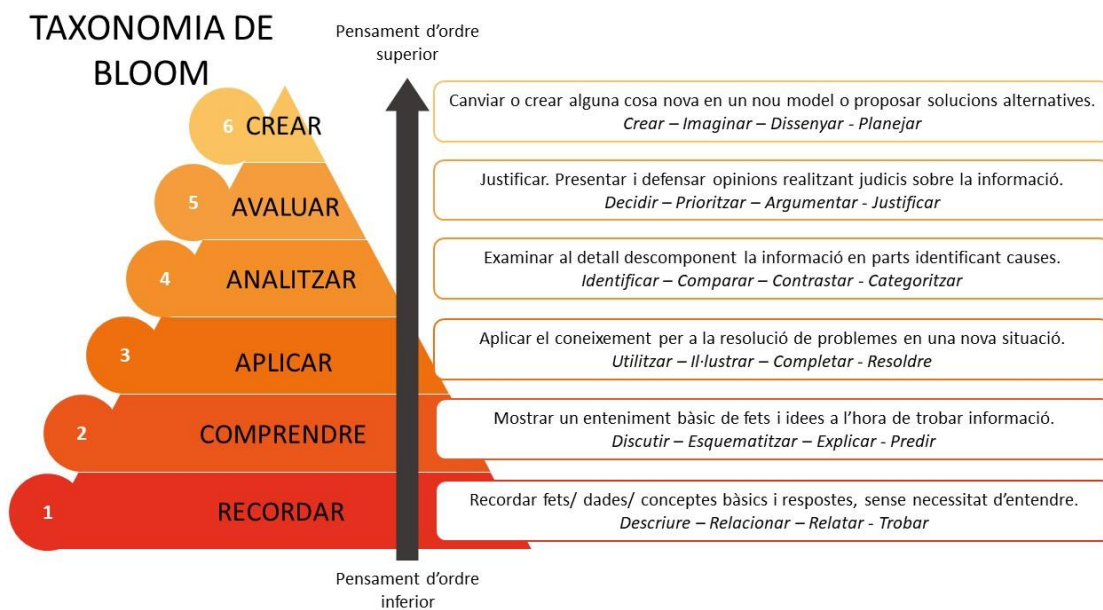 TAXONOMIA DE
BLOOM
Pensament d'ordre
superior
6 CREAR
Canviar o crear alguna cosa nova en un nou model o proposar solucions alternatives.
Crear – Imaginar – Dissenyar - Planejar
5 AVALUAR
Justificar. Presentar i defensar opinions realitzant judicis sobre la informació.
Decidir – Prioritzar – Argumentar - Justificar
4 ANALITZAR
Examinar al detall descomponent la informació en parts identificant causes.
Identificar – Comparar – Contrastar - Categoritzar
3 APLICAR
Aplicar el coneixement per a la resolució de problemes en una nova situació.
Utilitzar – Il·lustrar – Completar - Resoldre
2 COMPRENDRE
Mostrar un enteniment bàsic de fets i idees a l'hora de trobar informació.
Discutir – Esquematitzar – Explicar - Predir
1 RECORDAR
Recordar fets/ dades/ conceptes bàsics i respostes, sense necessitat d'entendre.
Descriure – Relacionar – Relatar - Trobar
Pensament d'ordre
inferior